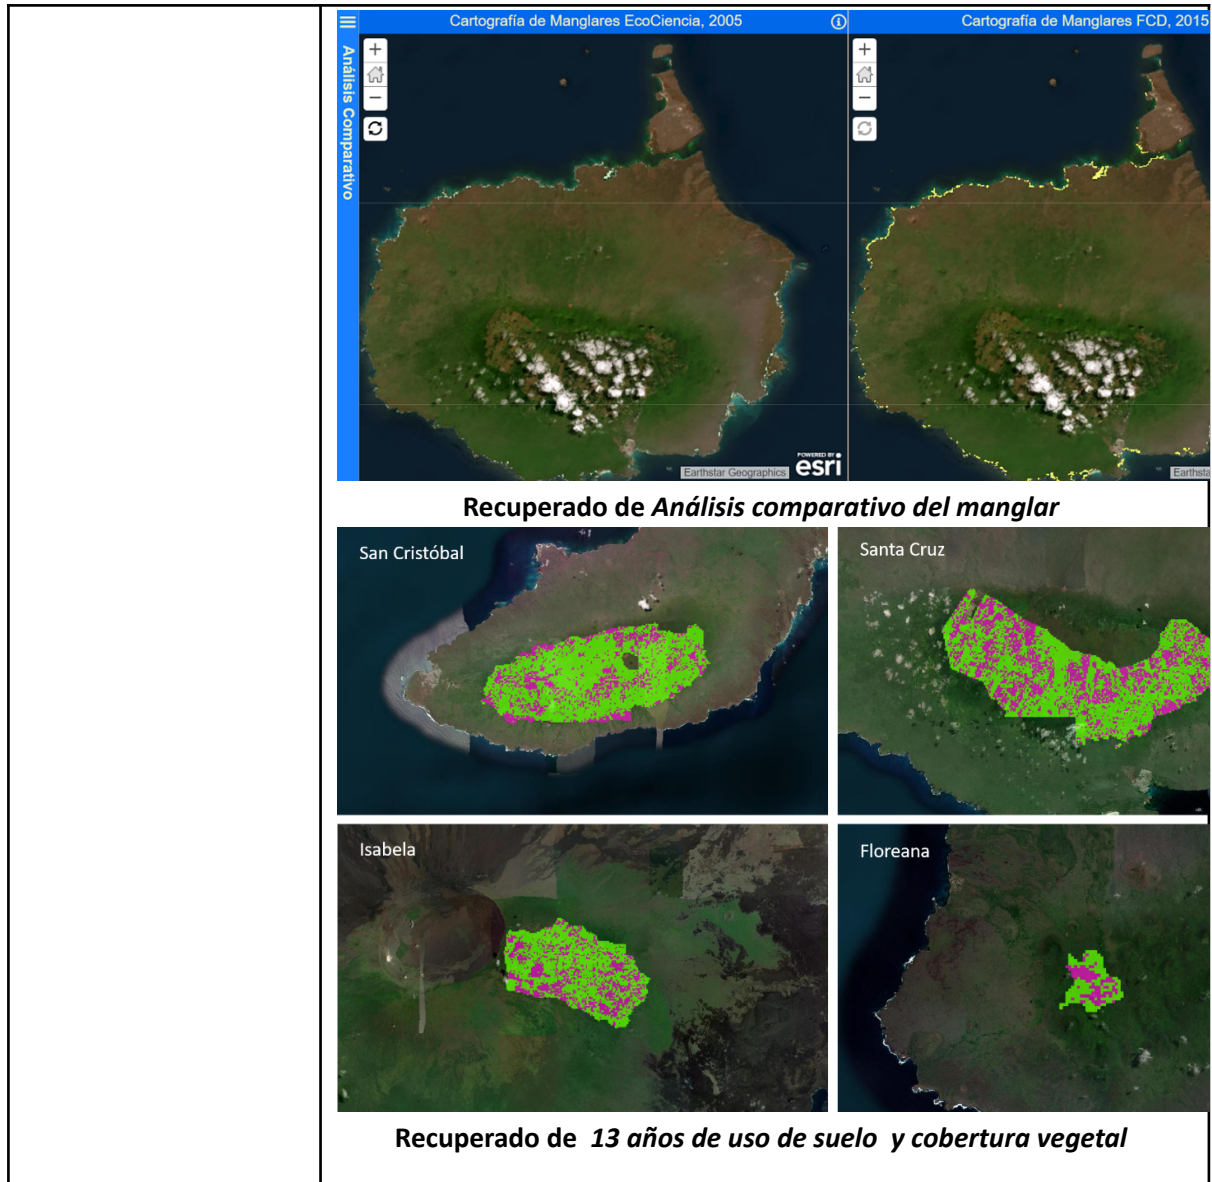 Cartografía de Manglares EcoCiencia, 2005
Cartografía de Manglares FCD, 2015
Análisis Comparativo
Earthstar Geographics
POWERED BY
esri
Earthsta
Recuperado de Análisis comparativo del manglar
San Cristóbal
Santa Cruz
Isabela
Floreana
Recuperado de 13 años de uso de suelo y cobertura vegetal